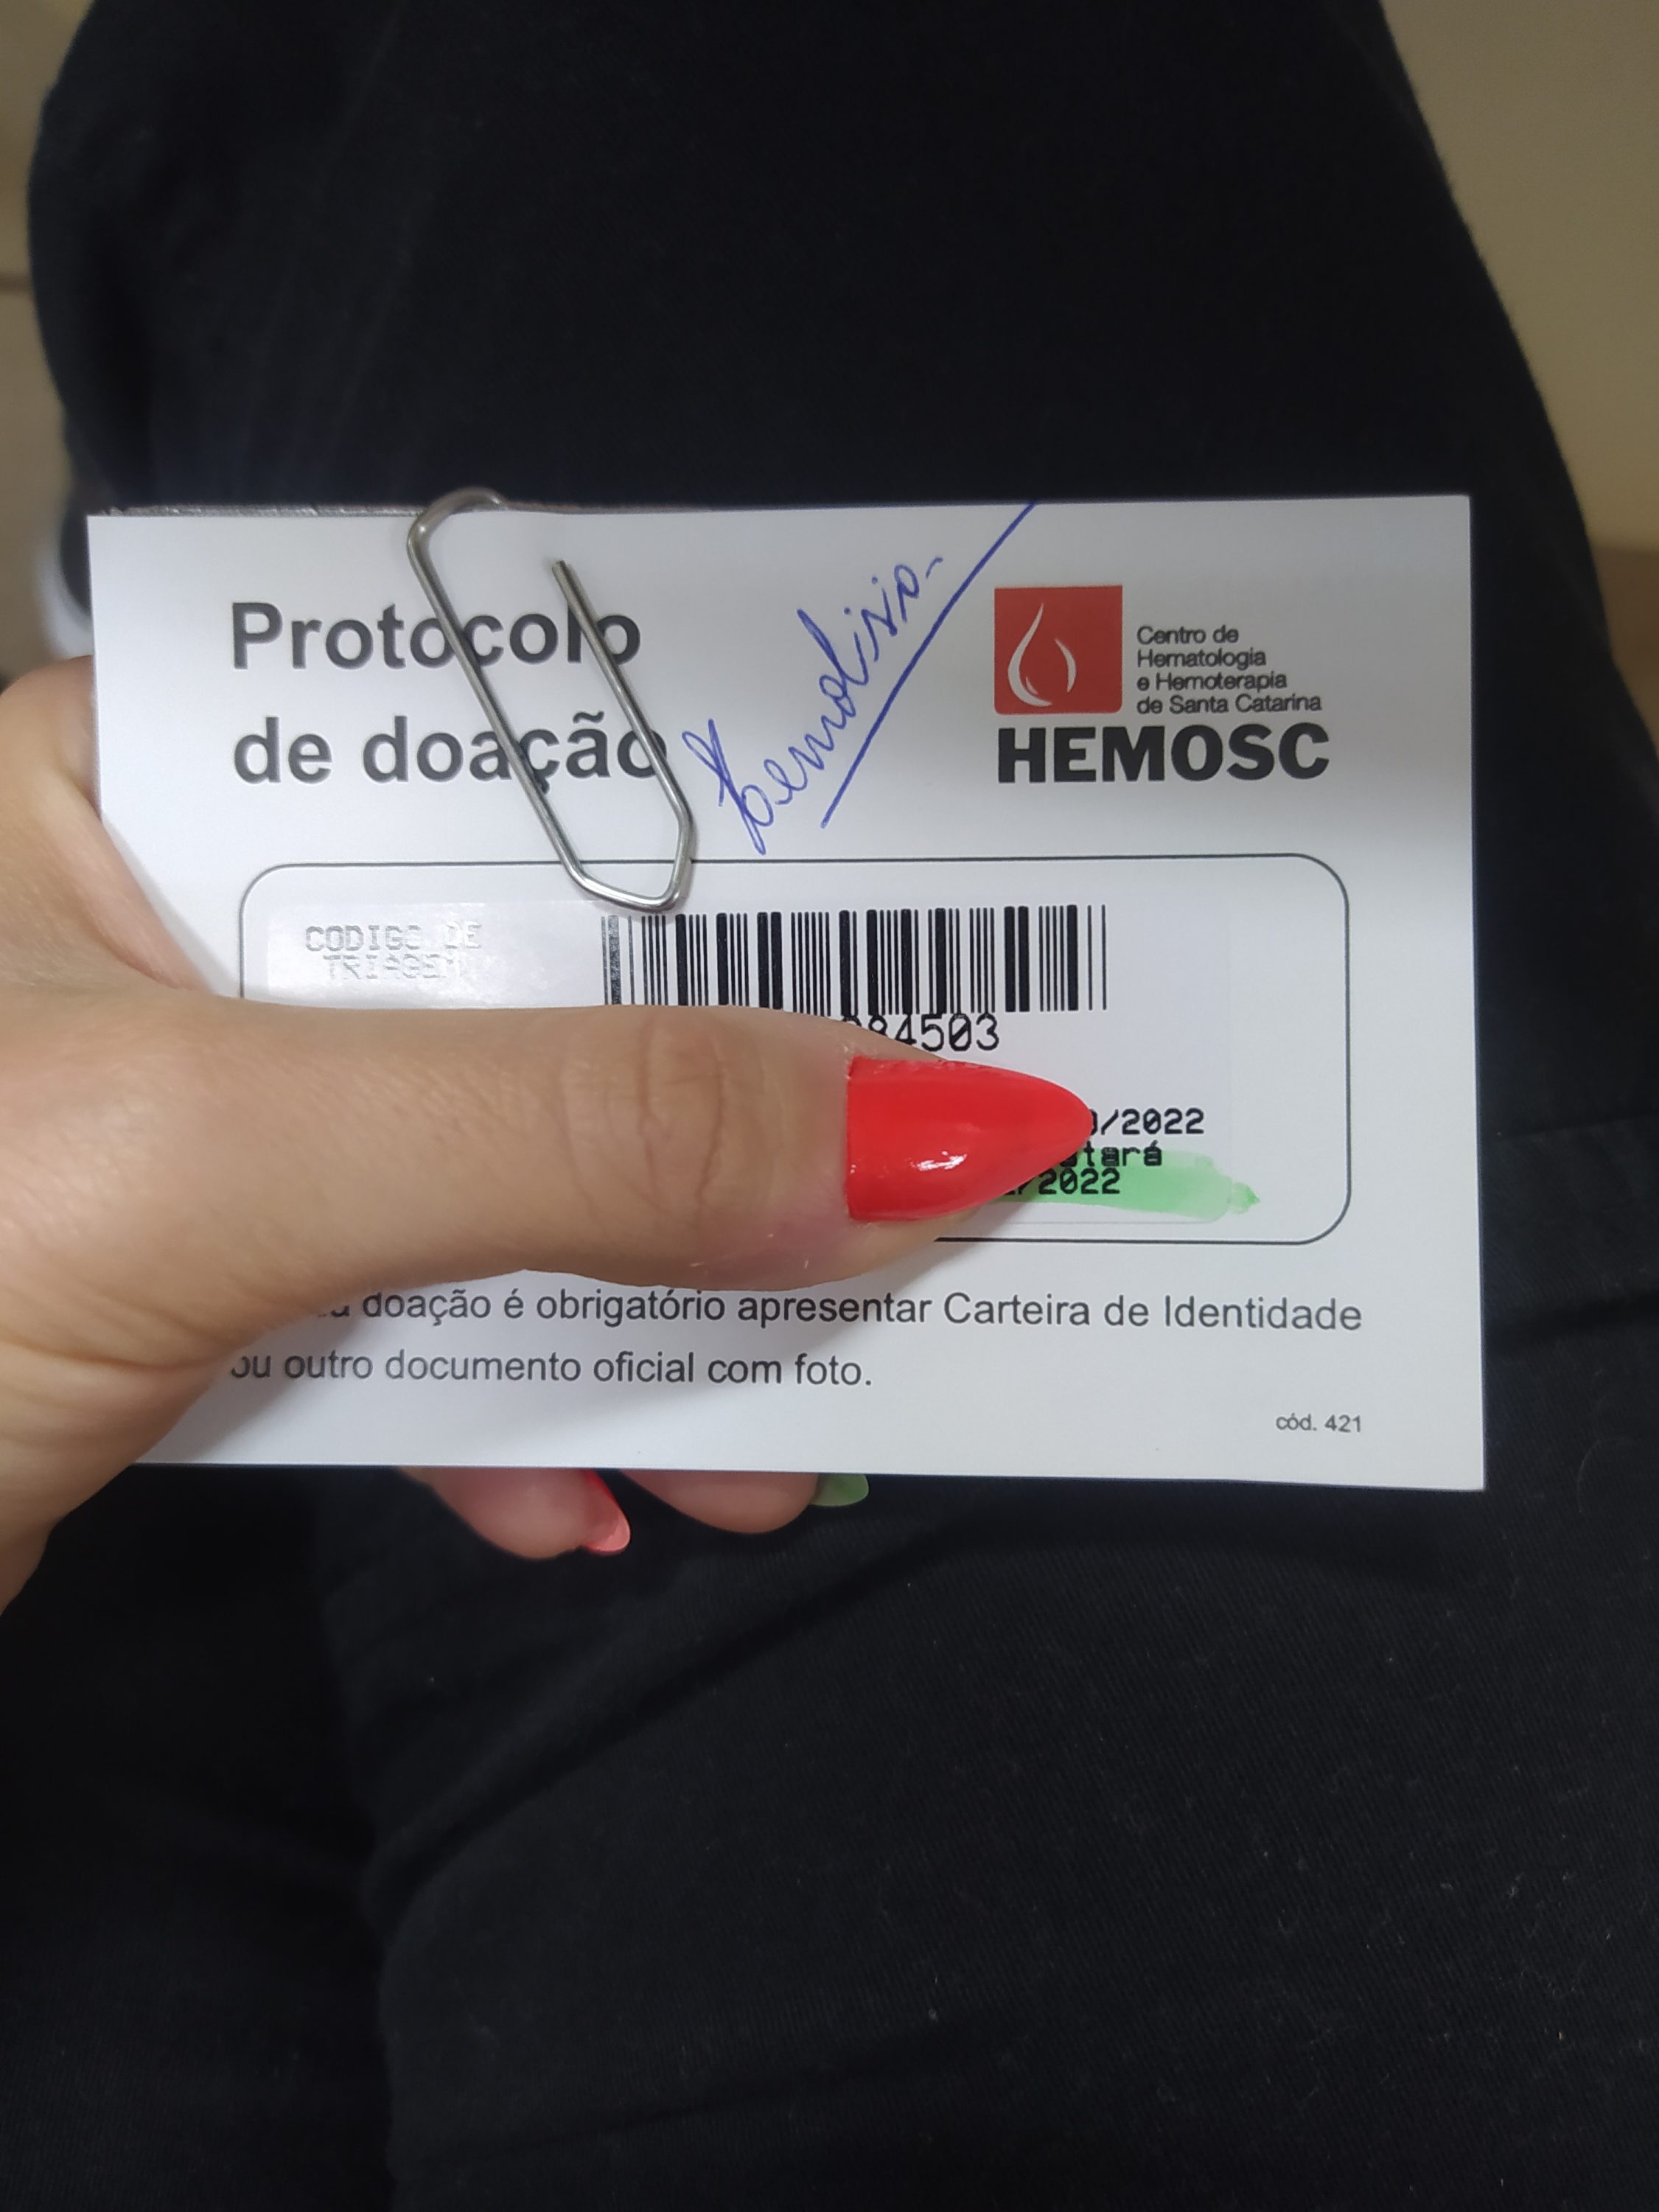 Protocolo
de doação
Hemólise
Centro de
Hematologia
e Hemoterapia
de Santa Catarina
HEMOSC
CODIGO DE
TRIAGEM
84503
/2022
tará
/2022
doação é obrigatório apresentar Carteira de Identidade
ou outro documento oficial com foto.
cód. 421